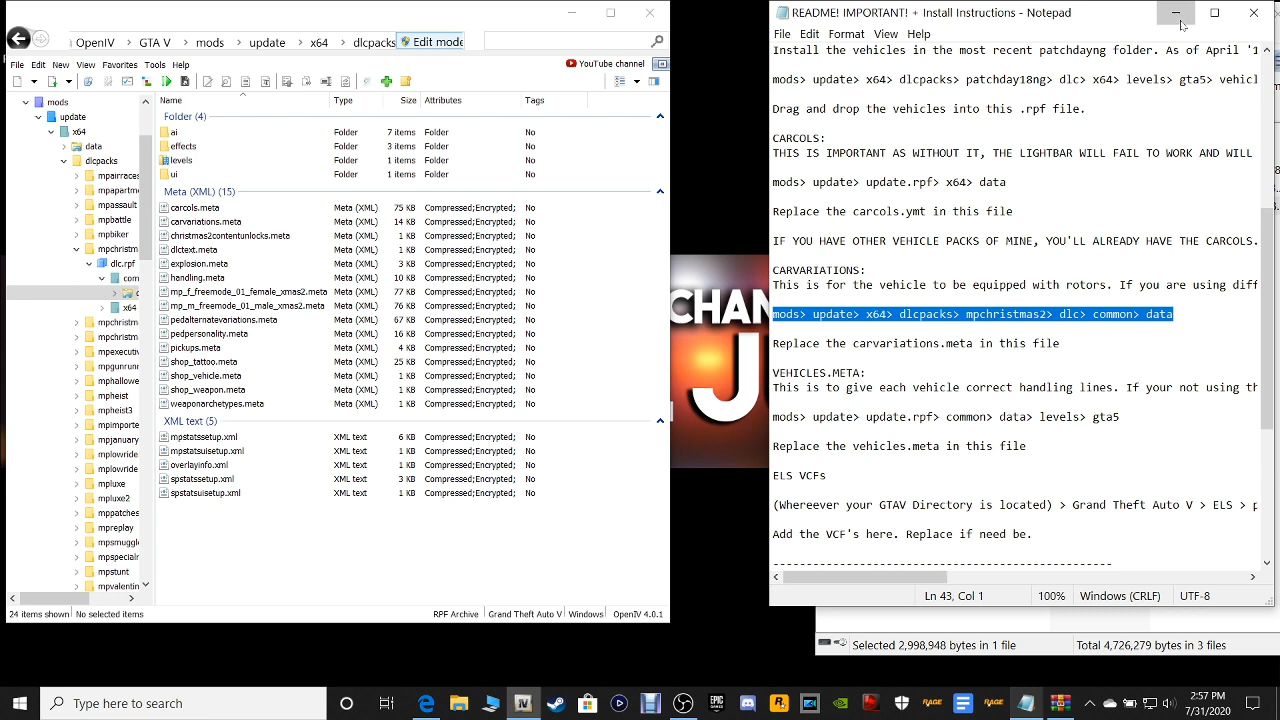 OpenIV GTA V mods update x64 dlcpacks Edit mode
File Edit View Favorites Tools Help
YouTube channel
mods
update
x64
data
dlcpacks
mpairraces
mpapartme
mpassault
mpbattle
mpbiker
mpchristm
dlc.rpf
com
x64
mpchristm
mpchristm
mpexecutiv
mpgunrunn
mphallowe
mpheist
mpheist3
mpimporte
mpjanuary
mplowride
mplowride
mpluxe
mpluxe2
mppatches
mpreplay
mpsmuggle
mpspecialn
mpstunt
mpvalentin
Name Type Size Attributes Tags
Folder (4)
ai Folder 7 items Folder No
effects Folder 3 items Folder No
levels Folder 1 items Folder No
ui Folder 1 items Folder No
Meta (XML) (15)
carcols.meta Meta (XML) 75 KB Compressed;Encrypted; No
carvariations.meta Meta (XML) 14 KB Compressed;Encrypted; No
christmas2contentunlocks.meta Meta (XML) 1 KB Compressed;Encrypted; No
dlctext.meta Meta (XML) 1 KB Compressed;Encrypted; No
explosion.meta Meta (XML) 3 KB Compressed;Encrypted; No
handling.meta Meta (XML) 10 KB Compressed;Encrypted; No
mp_f_freemode_01_female_xmas2.meta Meta (XML) 77 KB Compressed;Encrypted; No
mp_m_freemode_01_male_xmas2.meta Meta (XML) 76 KB Compressed;Encrypted; No
pedalternatevariations.meta Meta (XML) 67 KB Compressed;Encrypted; No
pedpersonality.meta Meta (XML) 16 KB Compressed;Encrypted; No
pickups.meta Meta (XML) 4 KB Compressed;Encrypted; No
shop_tattoo.meta Meta (XML) 25 KB Compressed;Encrypted; No
shop_vehicle.meta Meta (XML) 1 KB Compressed;Encrypted; No
shop_weapon.meta Meta (XML) 1 KB Compressed;Encrypted; No
weaponarchetypes.meta Meta (XML) 1 KB Compressed;Encrypted; No
XML text (5)
mpstatssetup.xml XML text 6 KB Compressed;Encrypted; No
mpstatsuisetup.xml XML text 1 KB Compressed;Encrypted; No
overlayinfo.xml XML text 1 KB Compressed;Encrypted; No
spstatssetup.xml XML text 3 KB Compressed;Encrypted; No
spstatsuisetup.xml XML text 1 KB Compressed;Encrypted; No
24 items shown No selected items RPF Archive Grand Theft Auto V Windows OpenIV 4.0.1
CHAN
J
README! IMPORTANT! + Install Instructions - Notepad
File Edit Format View Help
Install the vehicles in the most recent patchdayng folder. As of April '1
mods> update> x64> dlcpacks> patchday18ng> dlc> x64> levels> gta5> vehicl
Drag and drop the vehicles into this .rpf file.
CARCOLS:
THIS IS IMPORTANT AS WITHOUT IT, THE LIGHTBAR WILL FAIL TO WORK AND WILL
mods> update> update.rpf> x64> data
Replace the carcols.ymt in this file
IF YOU HAVE OTHER VEHICLE PACKS OF MINE, YOU'LL ALREADY HAVE THE CARCOLS.
CARVARIATIONS:
This is for the vehicle to be equipped with rotors. If you are using diff
mods> update> x64> dlcpacks> mpchristmas2> dlc> common> data
Replace the carvariations.meta in this file
VEHICLES.META:
This is to give each vehicle correct handling lines. If your not using th
mods> update> update.rpf> common> data> levels> gta5
Replace the vehicles.meta in this file
ELS VCFs
(Whereever your GTAV Directory is located) > Grand Theft Auto V > ELS > p
Add the VCF's here. Replace if need be.
---------------------------------------------------
Ln 43, Col 1 100% Windows (CRLF) UTF-8
Selected 2,998,948 bytes in 1 file Total 4,726,279 bytes in 3 files
Type here to search
EPIC GAMES
RAGE
RAGE
2:57 PM
7/31/2020